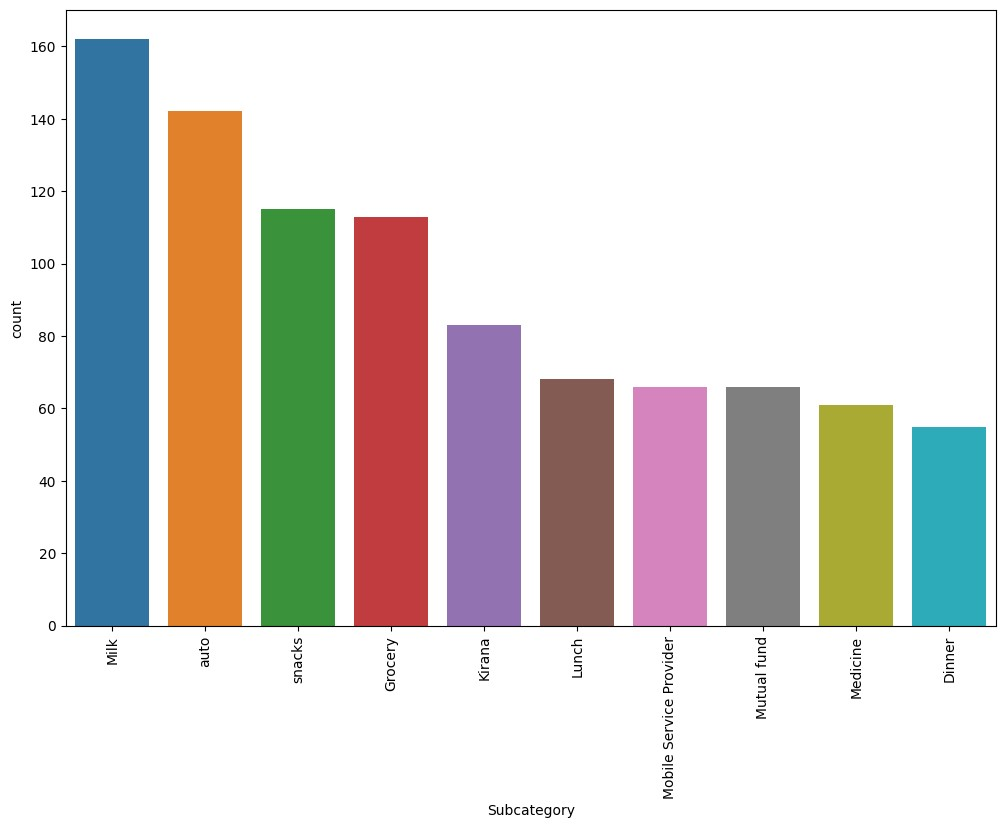 160
140
120
100
80
60
40
20
0
count
Milk
auto
snacks
Grocery
Kirana
Lunch
Mobile Service Provider
Mutual fund
Medicine
Dinner
Subcategory